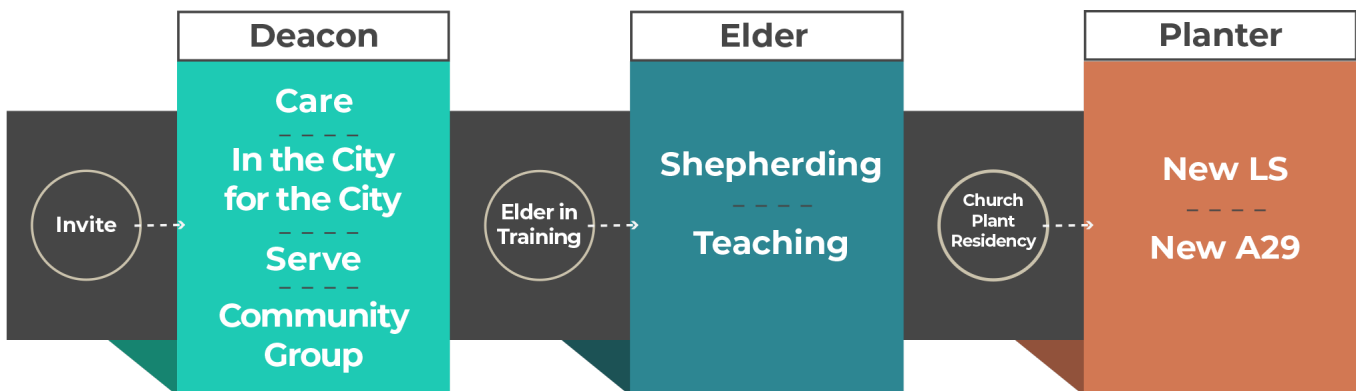 Deacon
Elder
Planter
Invite
Care
In the City
for the City
Serve
Community
Group
Elder in
Training
Shepherding
Teaching
Church
Plant
Residency
New LS
New A29